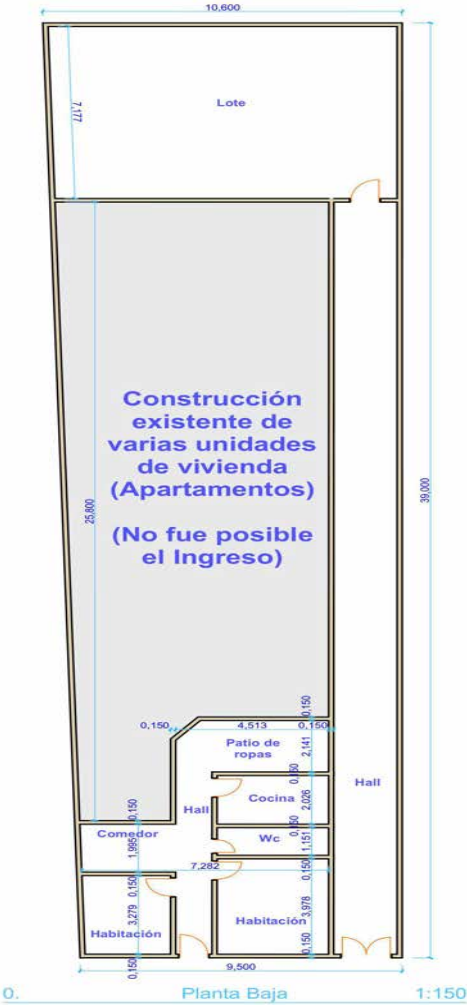 10,600
7,177
Lote
Construcción
existente de
varias unidades
de vivienda
(Apartamentos)
(No fue posible
el Ingreso)
25,800
39,000
0,150
0,150
4,513
0,150
Patio de
ropas
2,141
0,150
Hall
Cocina
2,026
Hall
0,150
0,150
Comedor
1,995
Wc
1,151
7,282
0,150
0,150
3,279
3,978
Habitación
Habitación
0,150
0,150
9,500
0.
Planta Baja
1:150